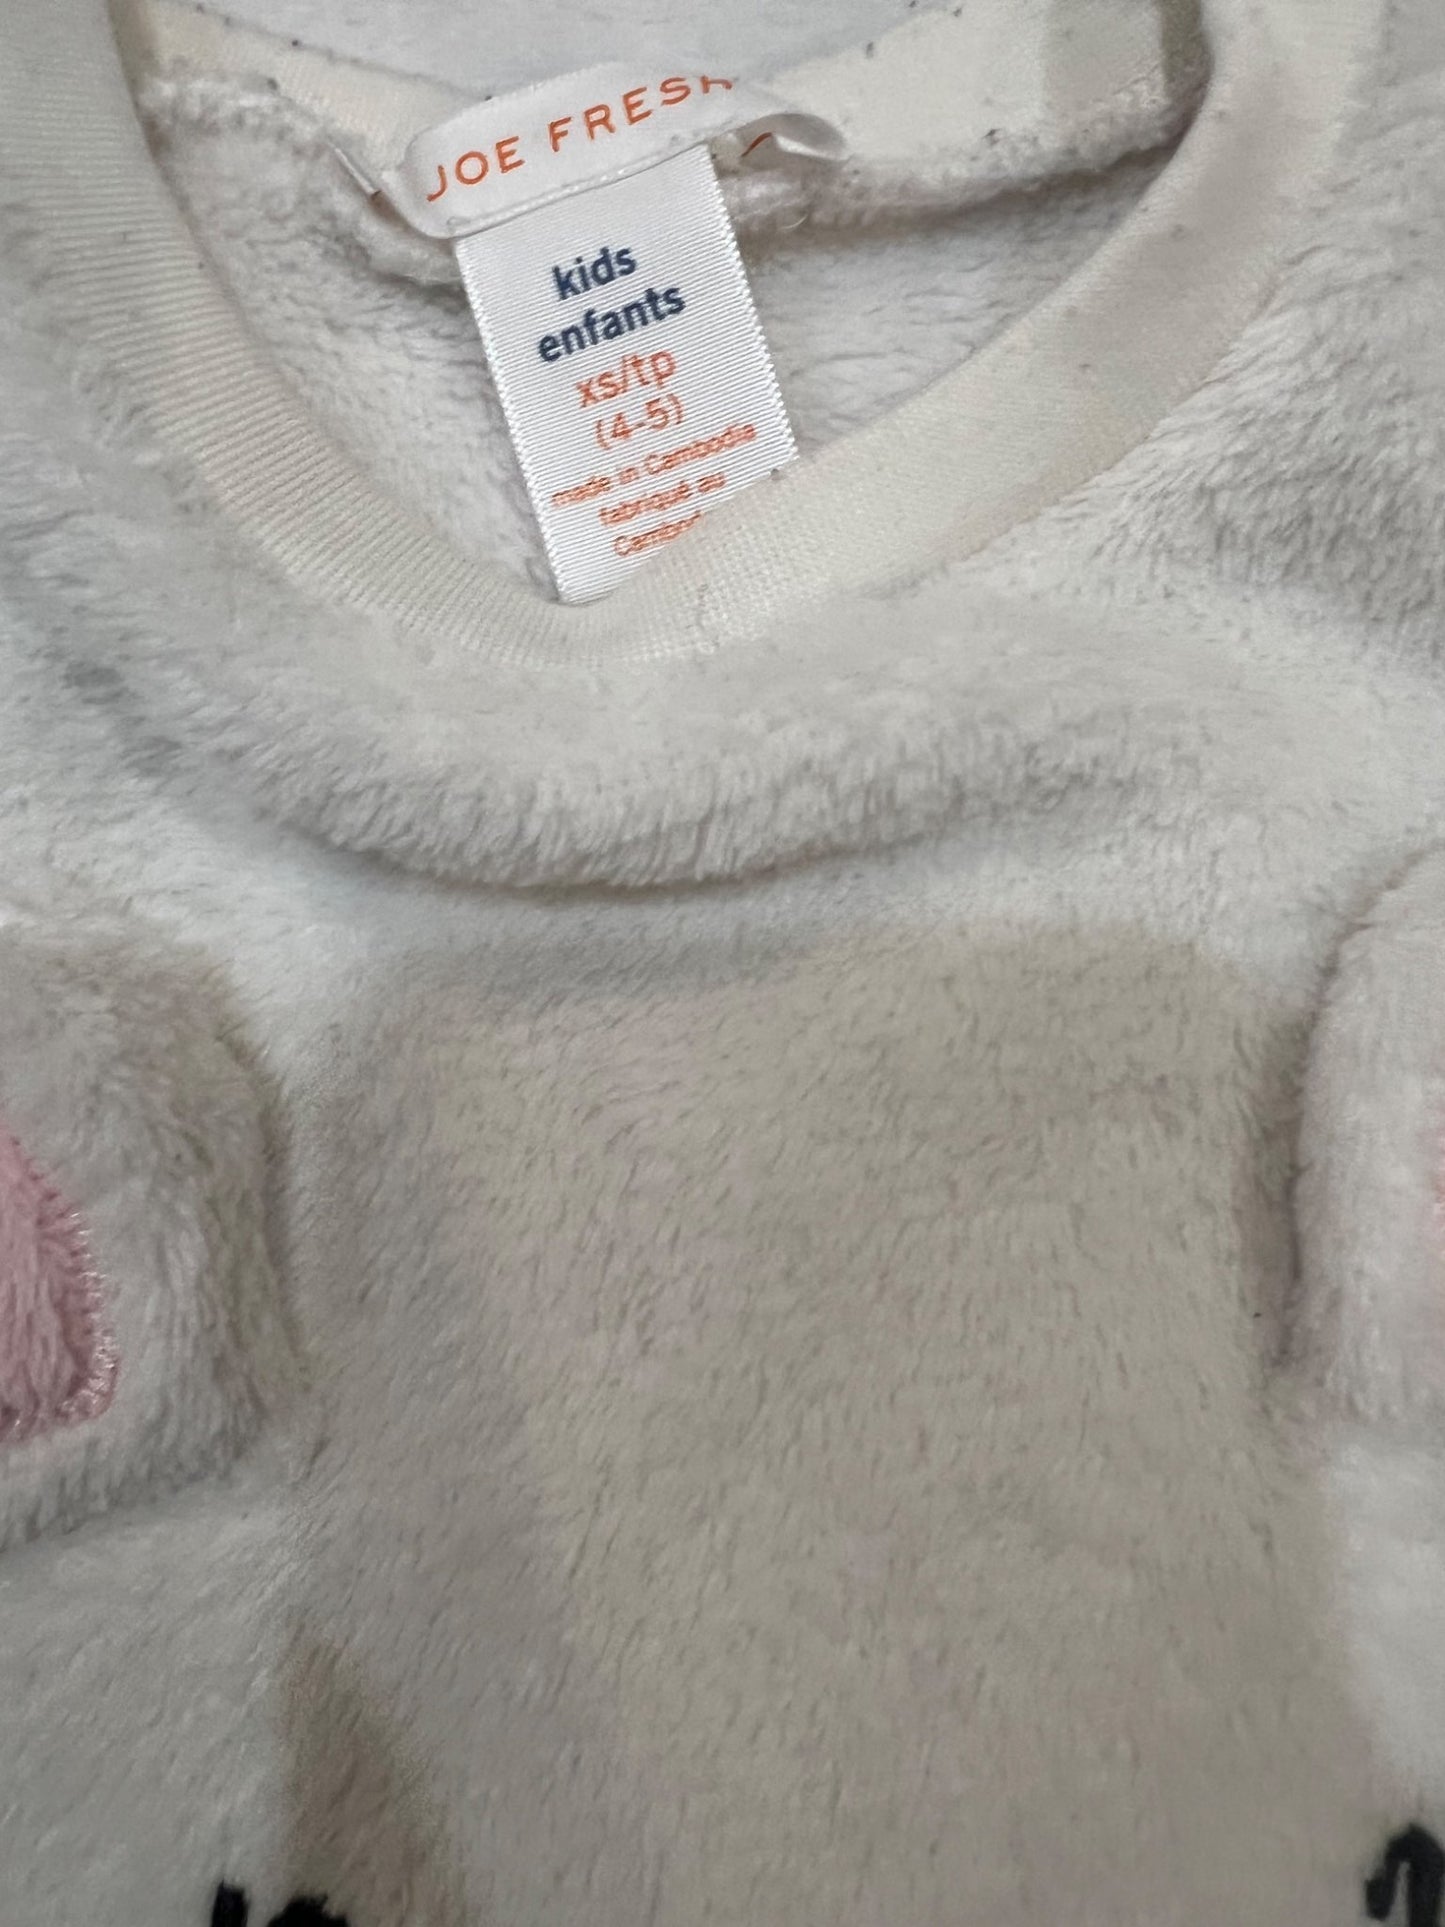 JOE FRESH
kids
enfants
xs/tp
(4-5)
made in Cambodia
fabriqué au